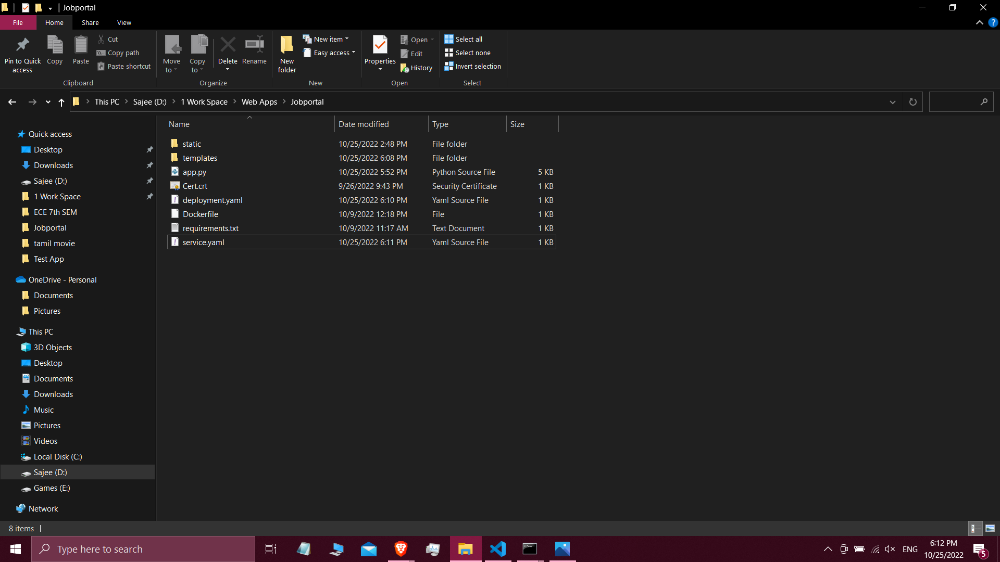 Jobportal
File Home Share View
Pin to Quick access
Copy
Paste
Cut
Copy path
Paste shortcut
Clipboard
Move to
Copy to
Delete
Rename
Organize
New folder
New item
Easy access
New
Properties
Open
Edit
History
Open
Select all
Select none
Invert selection
Select
This PC > Sajee (D:) > 1 Work Space > Web Apps > Jobportal
Quick access
Desktop
Downloads
Sajee (D:)
1 Work Space
ECE 7th SEM
Jobportal
tamil movie
Test App
OneDrive - Personal
Documents
Pictures
This PC
3D Objects
Desktop
Documents
Downloads
Music
Pictures
Videos
Local Disk (C:)
Sajee (D:)
Games (E:)
Network
Name Date modified Type Size
static 10/25/2022 2:48 PM File folder
templates 10/25/2022 6:08 PM File folder
app.py 10/25/2022 5:52 PM Python Source File 5 KB
Cert.crt 9/26/2022 9:43 PM Security Certificate 1 KB
deployment.yaml 10/25/2022 6:10 PM Yaml Source File 1 KB
Dockerfile 10/9/2022 12:18 PM File 1 KB
requirements.txt 10/9/2022 11:17 AM Text Document 1 KB
service.yaml 10/25/2022 6:11 PM Yaml Source File 1 KB
8 items
Type here to search
ENG
6:12 PM
10/25/2022
5